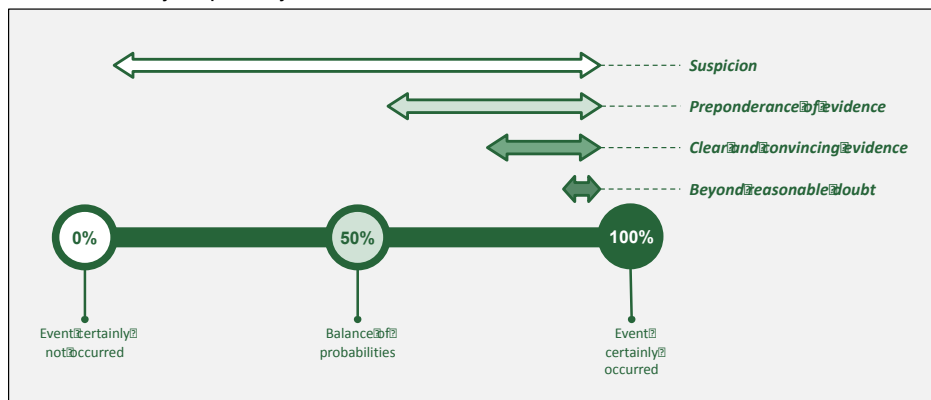 Suspicion
Preponderance of evidence
Clear and convincing evidence
Beyond reasonable doubt
0%
50%
100%
Event certainly
not occurred
Balance of
probabilities
Event
certainly
occurred